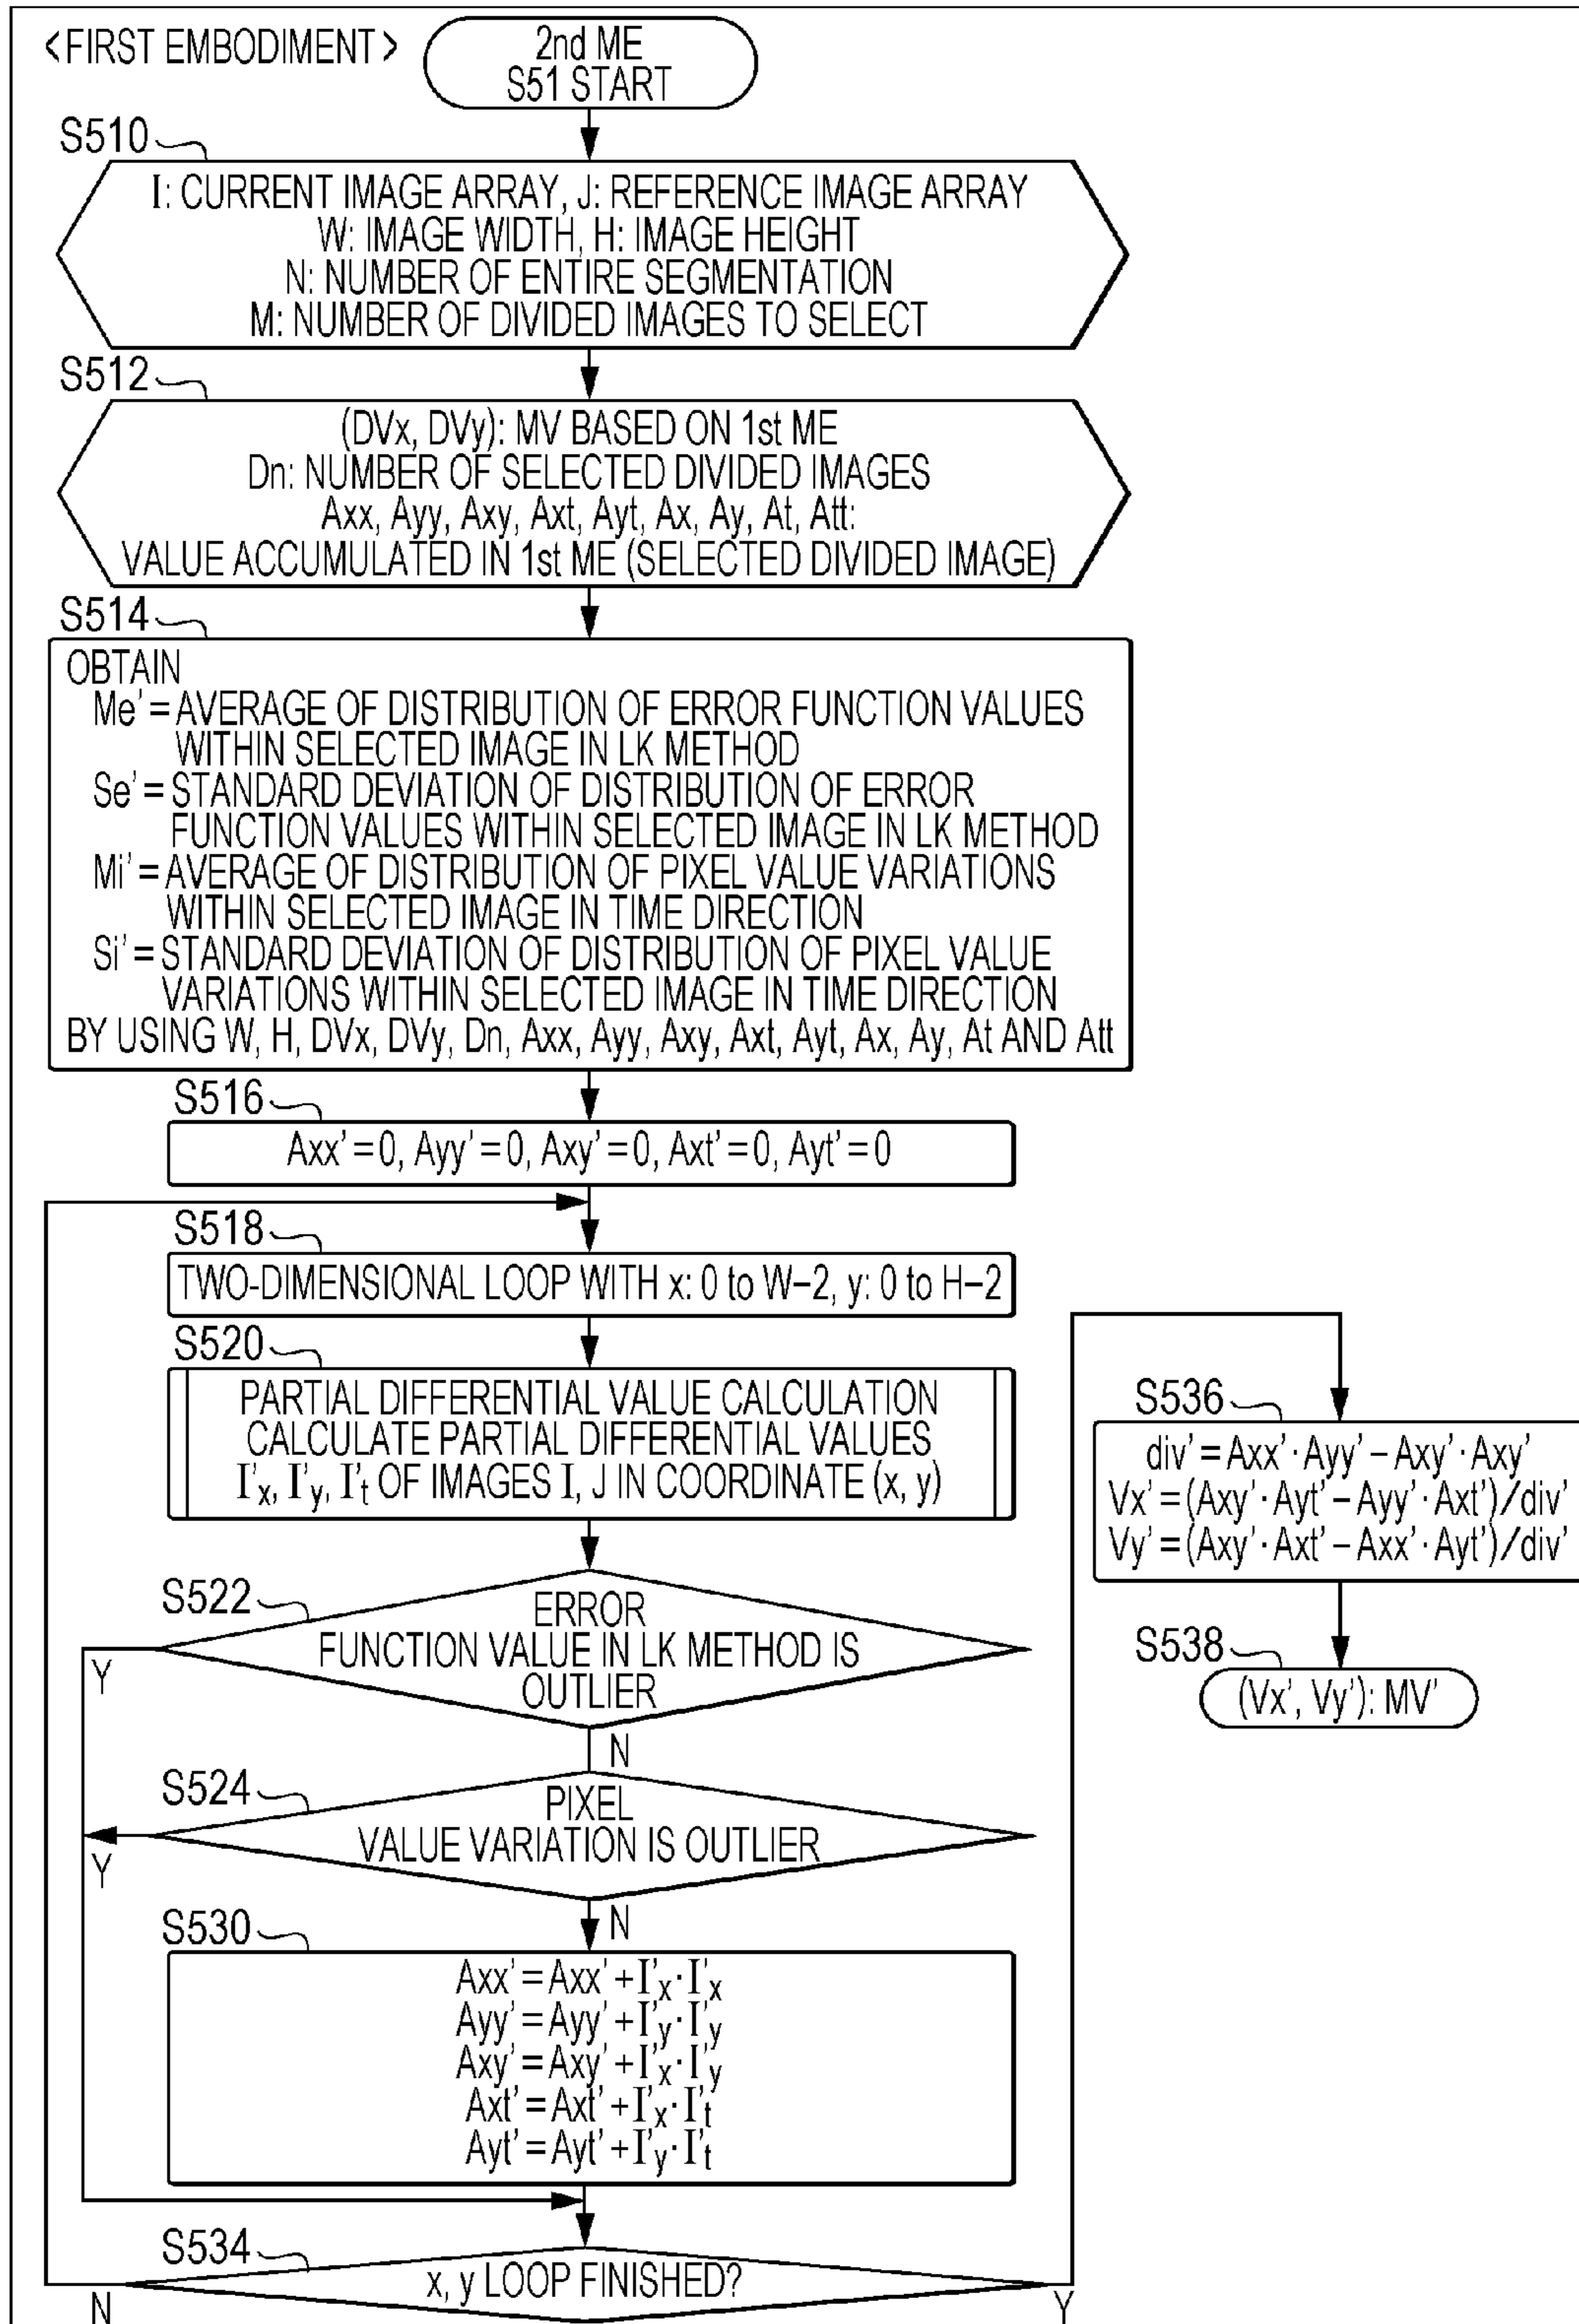 <FIRST EMBODIMENT>
2nd ME
S51 START
S510
I: CURRENT IMAGE ARRAY, J: REFERENCE IMAGE ARRAY
W: IMAGE WIDTH, H: IMAGE HEIGHT
N: NUMBER OF ENTIRE SEGMENTATION
M: NUMBER OF DIVIDED IMAGES TO SELECT
S512
(DVx, DVy): MV BASED ON 1st ME
Dn: NUMBER OF SELECTED DIVIDED IMAGES
Axx, Ayy, Axy, Axt, Ayt, Ax, Ay, At, Att:
VALUE ACCUMULATED IN 1st ME (SELECTED DIVIDED IMAGE)
S514
OBTAIN
Me' = AVERAGE OF DISTRIBUTION OF ERROR FUNCTION VALUES
WITHIN SELECTED IMAGE IN LK METHOD
Se' = STANDARD DEVIATION OF DISTRIBUTION OF ERROR
FUNCTION VALUES WITHIN SELECTED IMAGE IN LK METHOD
Mi' = AVERAGE OF DISTRIBUTION OF PIXEL VALUE VARIATIONS
WITHIN SELECTED IMAGE IN TIME DIRECTION
Si' = STANDARD DEVIATION OF DISTRIBUTION OF PIXEL VALUE
VARIATIONS WITHIN SELECTED IMAGE IN TIME DIRECTION
BY USING W, H, DVx, DVy, Dn, Axx, Ayy, Axy, Axt, Ayt, Ax, Ay, At AND Att
S516
Axx' = 0, Ayy' = 0, Axy' = 0, Axt' = 0, Ayt' = 0
S518
TWO-DIMENSIONAL LOOP WITH x: 0 to W–2, y: 0 to H–2
S520
PARTIAL DIFFERENTIAL VALUE CALCULATION
CALCULATE PARTIAL DIFFERENTIAL VALUES
I'x, I'y, I't OF IMAGES I, J IN COORDINATE (x, y)
S522
ERROR
FUNCTION VALUE IN LK METHOD IS
OUTLIER
Y
N
S524
PIXEL
VALUE VARIATION IS OUTLIER
Y
N
S530
Axx' = Axx' + I'x · I'x
Ayy' = Ayy' + I'y · I'y
Axy' = Axy' + I'x · I'y
Axt' = Axt' + I'x · I't
Ayt' = Ayt' + I'y · I't
S534
x, y LOOP FINISHED?
N
Y
S536
div' = Axx' · Ayy' – Axy' · Axy'
Vx' = (Axy' · Ayt' – Ayy' · Axt') / div'
Vy' = (Axy' · Axt' – Axx' · Ayt') / div'
S538
(Vx', Vy'): MV'